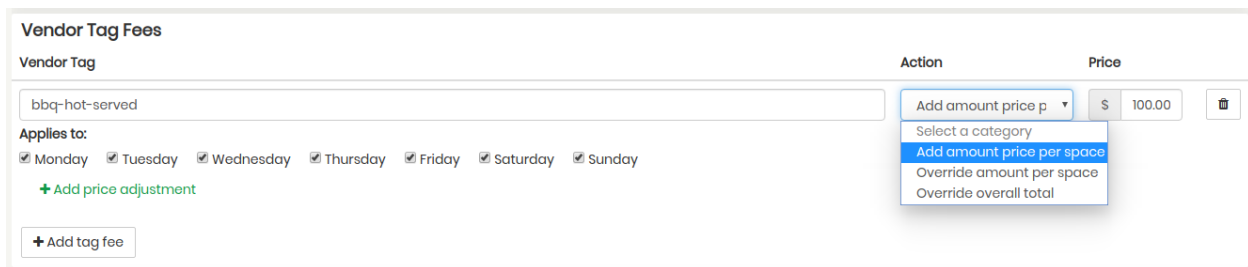 Vendor Tag Fees
Vendor Tag Action Price
bbq-hot-served Add amount price p $ 100.00
Applies to: Select a category
Monday Tuesday Wednesday Thursday Friday Saturday Sunday Add amount price per space
Override amount per space
+ Add price adjustment Override overall total
+ Add tag fee